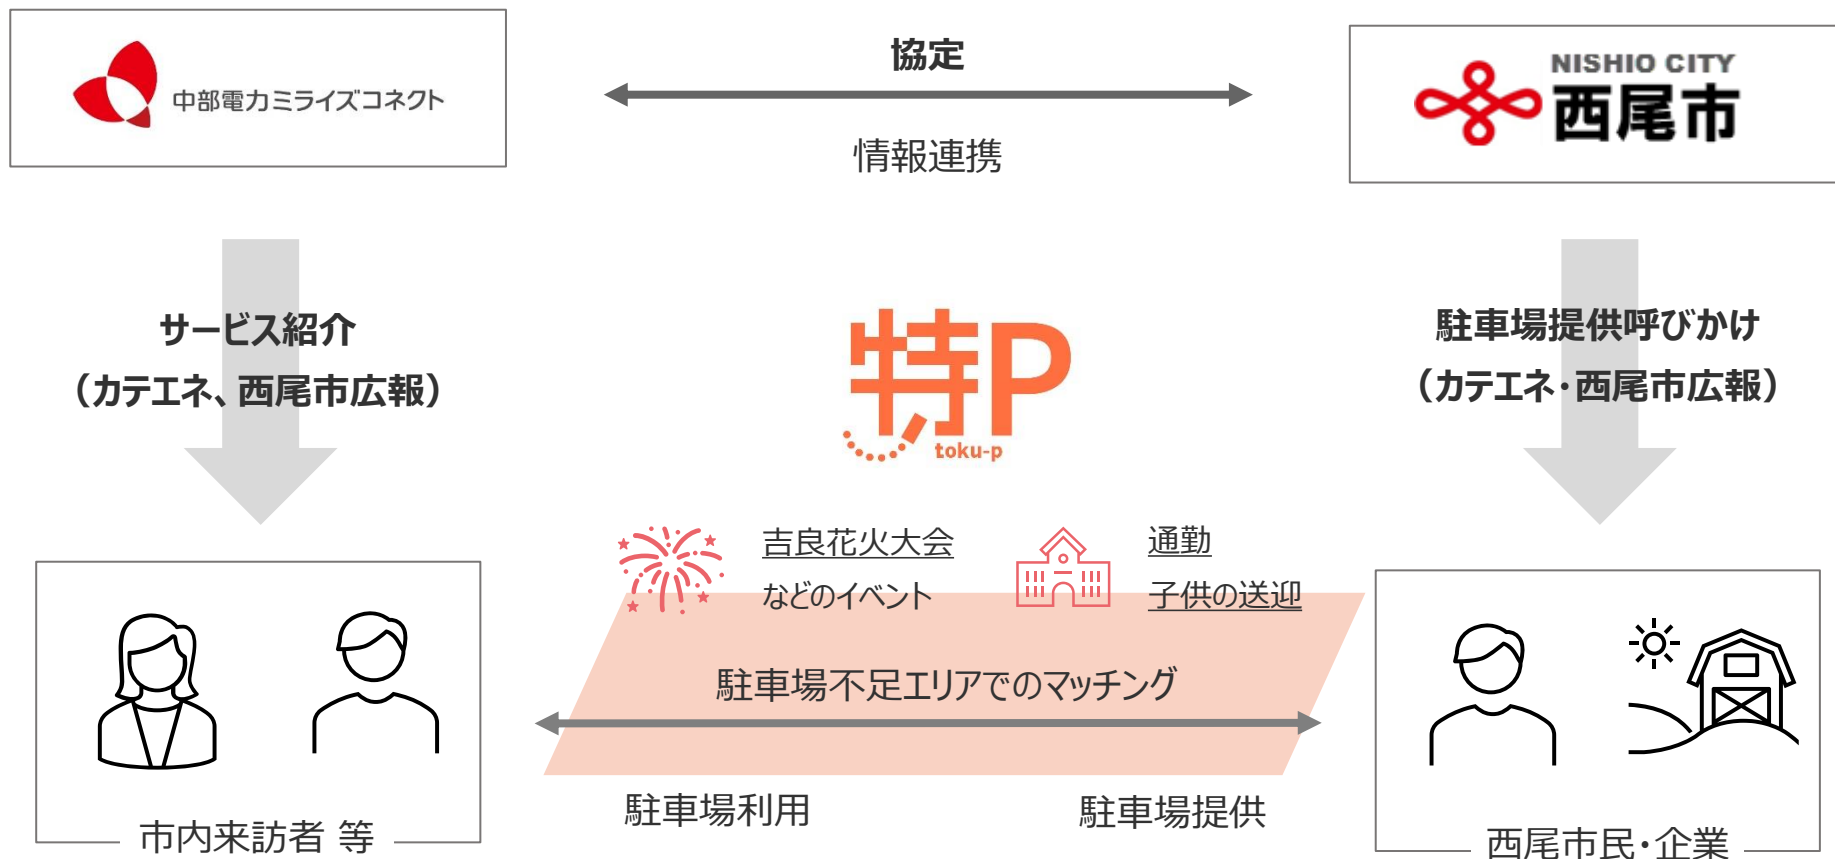 中部電力ミライズコネクト
協定
情報連携
NISHIO CITY
西尾市
サービス紹介
（カテエネ、西尾市広報）
特P
toku-p
駐車場提供呼びかけ
（カテエネ・西尾市広報）
吉良花火大会
などのイベント
通勤
子供の送迎
駐車場不足エリアでのマッチング
駐車場利用
駐車場提供
市内来訪者 等
西尾市民・企業